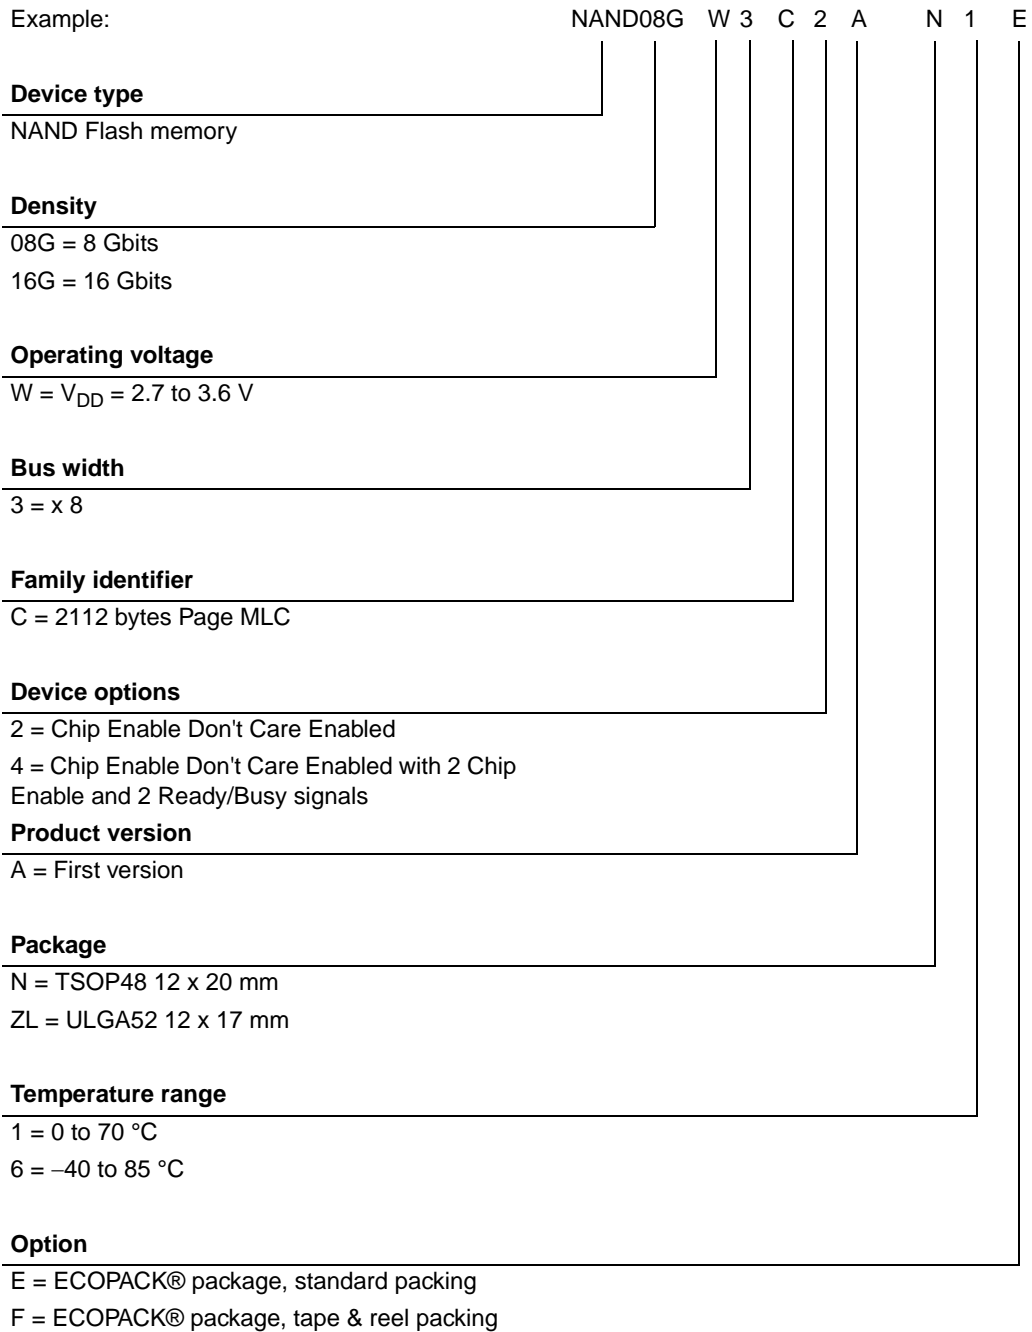 Example: NAND08G W 3 C 2 A N 1 E
Device type
NAND Flash memory
Density
08G = 8 Gbits
16G = 16 Gbits
Operating voltage
W = VDD = 2.7 to 3.6 V
Bus width
3 = x 8
Family identifier
C = 2112 bytes Page MLC
Device options
2 = Chip Enable Don't Care Enabled
4 = Chip Enable Don't Care Enabled with 2 Chip
Enable and 2 Ready/Busy signals
Product version
A = First version
Package
N = TSOP48 12 x 20 mm
ZL = ULGA52 12 x 17 mm
Temperature range
1 = 0 to 70 °C
6 = −40 to 85 °C
Option
E = ECOPACK® package, standard packing
F = ECOPACK® package, tape & reel packing